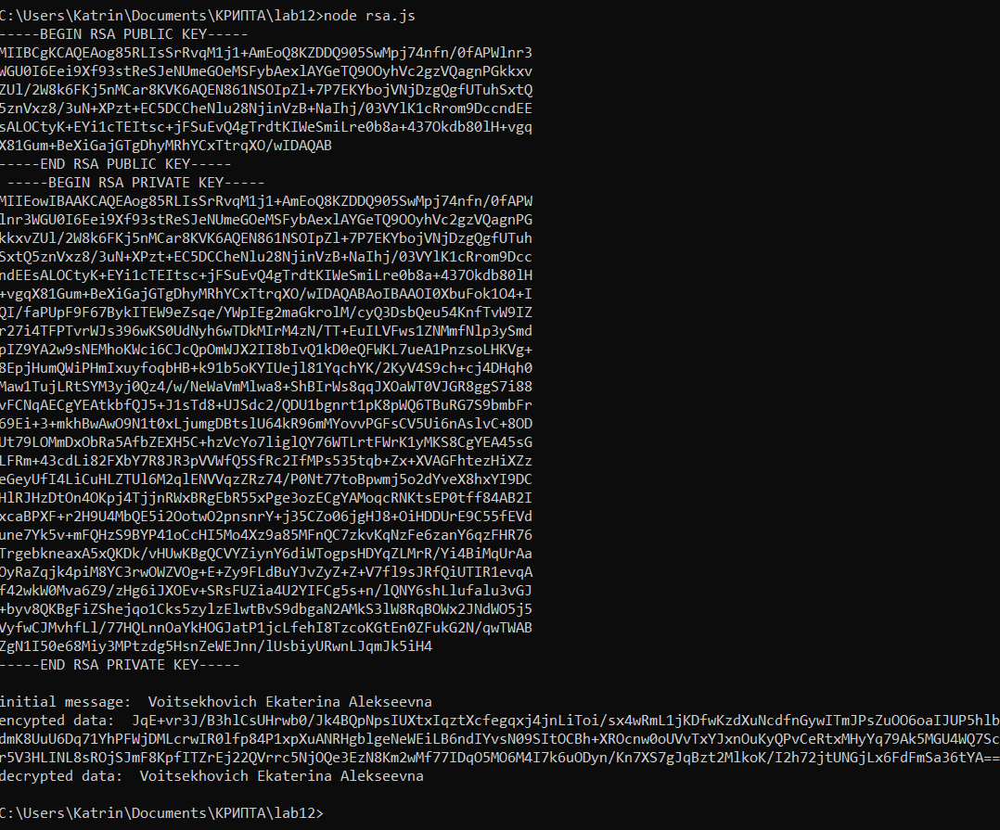 C:\Users\Katrin\Documents\КРИПТА\lab12>node rsa.js
-----BEGIN RSA PUBLIC KEY-----
MIIBCgKCAQEAog85RLIsSrRvqM1j1+AmEoQ8KZDDQ905SwMpj74nfn/0fAPWlnr3
WGU0I6Eei9Xf93stReSJeNUmeGOeMSFybAexlAYGeTQ9OOyhVc2gzVQagnPGkkxv
ZUl/2W8k6FKj5nMCar8KVK6AQEN861NSOIpZl+7P7EKYbojVNjDzgQgfUTuhSxtQ
5znVxz8/3uN+XPzt+EC5DCCheNlu28NjinVzB+NaIhj/03VYlK1cRrom9DccndEE
sALOCtyK+EYi1cTEItsc+jFSuEvQ4gTrdtKIWeSmiLre0b8a+437Okdb80lH+vgq
X81Gum+BeXiGajGTgDhyMRhYCxTtrqXO/wIDAQAB
-----END RSA PUBLIC KEY-----
-----BEGIN RSA PRIVATE KEY-----
MIIEowIBAAKCAQEAog85RLIsSrRvqM1j1+AmEoQ8KZDDQ905SwMpj74nfn/0fAPW
lnr3WGU0I6Eei9Xf93stReSJeNUmeGOeMSFybAexlAYGeTQ9OOyhVc2gzVQagnPG
kkxvZUl/2W8k6FKj5nMCar8KVK6AQEN861NSOIpZl+7P7EKYbojVNjDzgQgfUTuh
SxtQ5znVxz8/3uN+XPzt+EC5DCCheNlu28NjinVzB+NaIhj/03VYlK1cRrom9Dcc
ndEEsALOCtyK+EYi1cTEItsc+jFSuEvQ4gTrdtKIWeSmiLre0b8a+437Okdb80lH
+vgqX81Gum+BeXiGajGTgDhyMRhYCxTtrqXO/wIDAQABAoIBAAOI0XbuFok1O4+I
QI/faPUpF9F67BykITEW9eZsqe/YWpIEg2maGkrolM/cyQ3DsbQeu54KnfTvW9IZ
r27i4TFPTvrWJs396wKS0UdNyh6wTDkMIrM4zN/TT+EuILVFws1ZNMmfNlp3ySmd
pIZ9YA2w9sNEMhoKWci6CJcQpOmWJX2II8bIvQ1kD0eQFWKL7ueA1PnzsoLHKVg+
8EpjHumQWiPHmIxuyfoqbHB+k91b5oKYIUejl81YqchYK/2KyV4S9ch+cj4DHqh0
Maw1TujLRtSYM3yj0Qz4/w/NeWaVmMlwa8+ShBIrWs8qqJXOaWT0VJGR8ggS7i88
vFCNqAECgYEAtkbfQJ5+J1sTd8+UJSdc2/QDU1bgnrt1pK8pWQ6TBuRG7S9bmbFr
69Ei+3+mkhBwAwO9N1t0xLjumgDBtslU64kR96mMYovvPGFsCV5Ui6nAslvC+8OD
Ut79LOMmDxObRa5AfbZEXH5C+hzVcYo7liglQY76WTLrtFWrK1yMKS8CgYEA45sG
LFRm+43cdLi82FXbY7R8JR3pVVWfQ5SfRc2IfMPs535tqb+Zx+XVAGFhtezHiXZz
eGeyUfI4LiCuHLZTUl6M2qlENVVqzZRz74/P0Nt77toBpwmj5o2dYveX8hxYI9DC
HlRJHzDtOn4OKpj4TjjnRWxBRgEbR55xPge3ozECgYAMoqcRNKtsEP0tff84AB2I
xcaBPXF+r2H9U4MbQE5i2OotwO2pnsnrY+j35CZo06jgHJ8+OiHDDUrE9C55fEVd
une7Yk5v+mFQHzS9BYP41oCcHI5Mo4Xz9a85MFnQC7zkvKqNzFe6zanY6qzFHR76
TrgebkneaxA5xQKDk/vHUwKBgQCVYZiynY6diWTogpsHDYqZLMrR/Yi4BiMqUrAa
OyRaZqjk4piM8YC3rwOWZVOg+E+Zy9FLdBuYJvZyZ+Z+V7fl9sJRfQiUTIR1evqA
f42wkW0Mva6Z9/zHg6iJXOEv+SRsFUZia4U2YIFCg5s+n/lQNY6shLlufalu3vGJ
+byv8QKBgFiZShejqo1Cks5zylzElwtBvS9dbgaN2AMkS3lW8RqBOWx2JNdWO5j5
VyfwCJMvhfLl/77HQLnnOaYkHOGJatP1jcLfehI8TzcoKGtEn0ZFukG2N/qwTWAB
ZgN1I50e68Miy3MPtzdg5HsnZeWEJnn/lUsbiyURwnLJqmJk5iH4
-----END RSA PRIVATE KEY-----
initial message:  Voitsekhovich Ekaterina Alekseevna
encypted data:  JqE+vr3J/B3hlCsUHrwb0/Jk4BQpNpsIUXtxIqztXcfegqxj4jnLiToi/sx4wRmL1jKDfwKzdXuNcdfnGywITmJPsZuOO6oaIJUP5hlb
dmK8UuU6Dq71YhPFWjDMLcrwIR0lfp84P1xpXuANRHgblgeNeWEiLB6ndIYvsN09SItOCBh+XROcnw0oUVvTxYJxnOuKyQPvCeRtxMHyYq79Ak5MGU4WQ7Sc
r5V3HLINL8sROjSJmF8KpfITZrEj22QVrrc5NjOQe3EzN8Km2wMf77IDqO5MO6M4I7k6uODyn/Kn7XS7gJqBzt2MlkoK/I2h72jtUNGjLx6FdFmSa36tYA==
decrypted data:  Voitsekhovich Ekaterina Alekseevna
C:\Users\Katrin\Documents\КРИПТА\lab12>